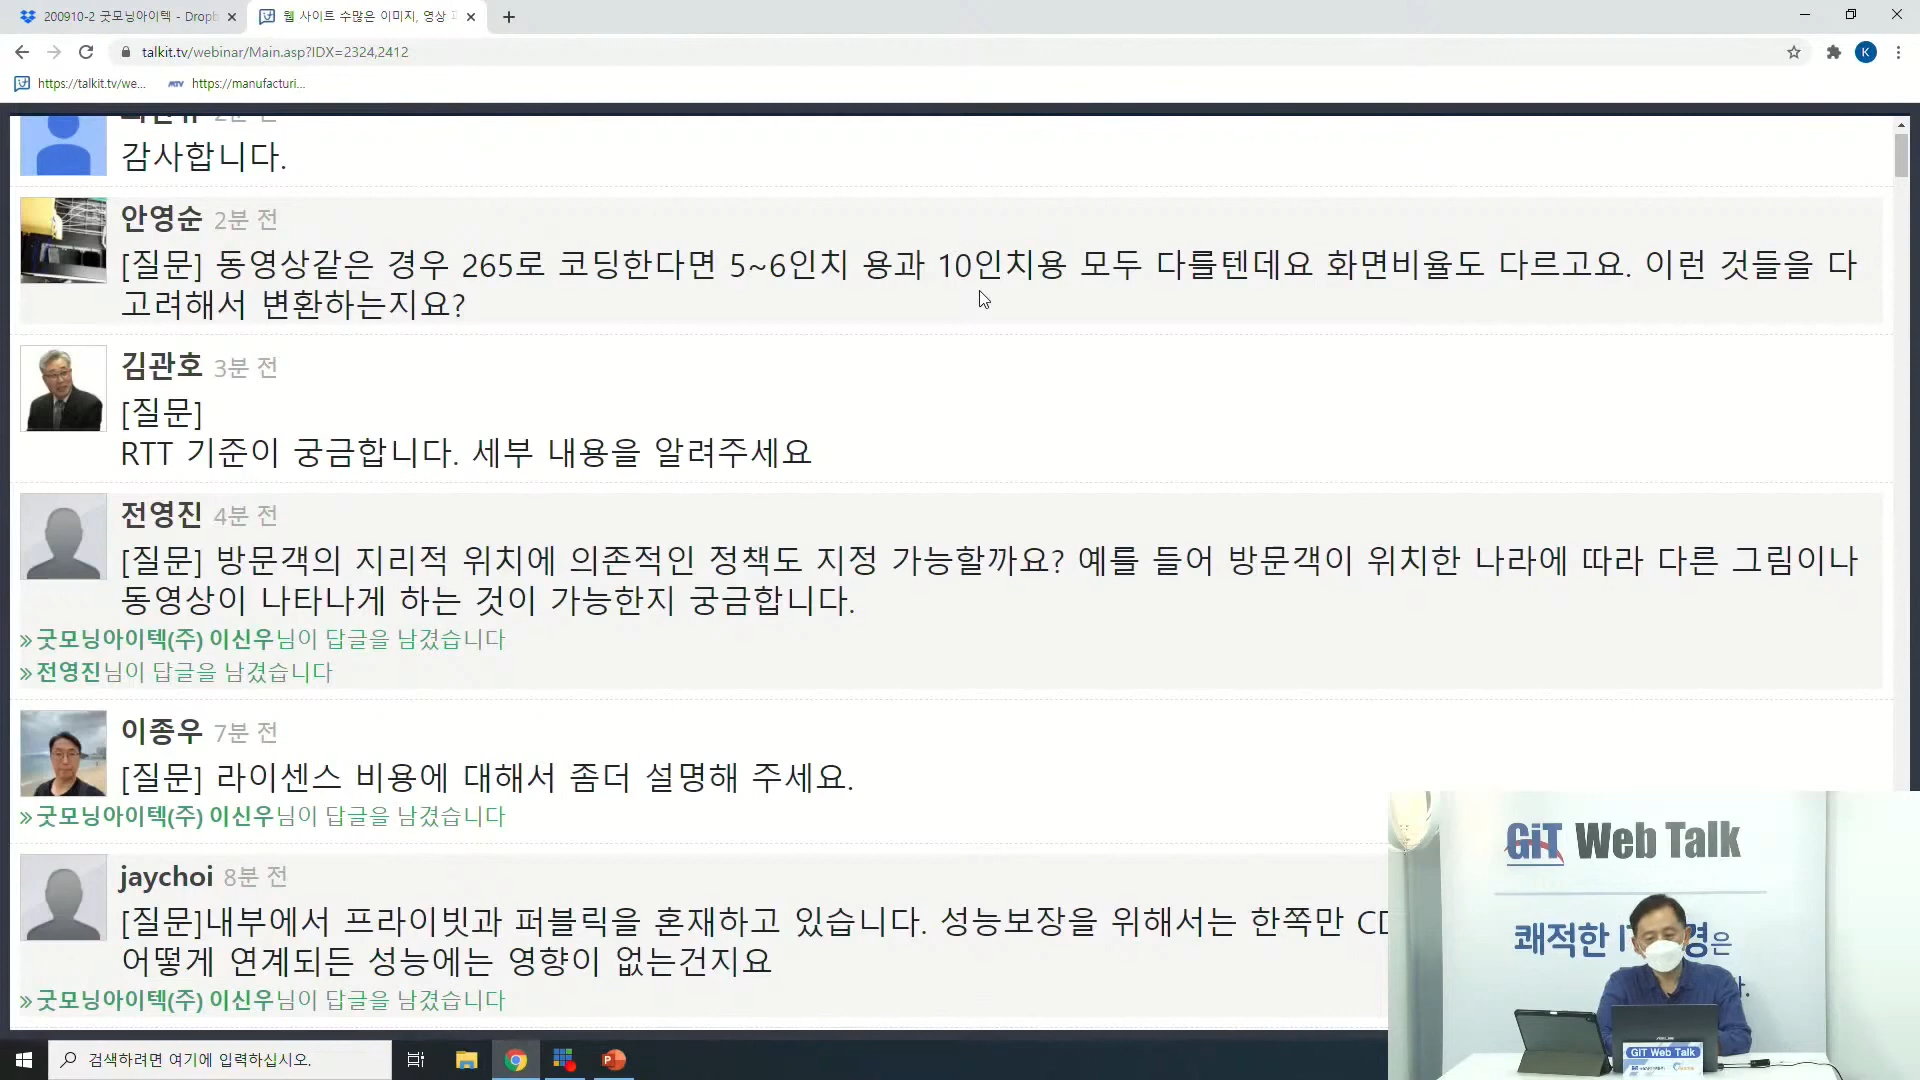 200910-2 굿모닝아이텍 - Dropb
웹 사이트 수많은 이미지, 영상
talkit.tv/webinar/Main.asp?IDX=2324,2412
K
https://talkit.tv/we...
https://manufacturi...
감사합니다.
안영순 2분 전
[질문] 동영상같은 경우 265로 코딩한다면 5~6인치 용과 10인치용 모두 다를텐데요 화면비율도 다르고요. 이런 것들을 다
고려해서 변환하는지요?
김관호 3분 전
[질문]
RTT 기준이 궁금합니다. 세부 내용을 알려주세요
전영진 4분 전
[질문] 방문객의 지리적 위치에 의존적인 정책도 지정 가능할까요? 예를 들어 방문객이 위치한 나라에 따라 다른 그림이나
동영상이 나타나게 하는 것이 가능한지 궁금합니다.
» 굿모닝아이텍(주) 이신우님이 답글을 남겼습니다
» 전영진님이 답글을 남겼습니다
이종우 7분 전
[질문] 라이센스 비용에 대해서 좀더 설명해 주세요.
» 굿모닝아이텍(주) 이신우님이 답글을 남겼습니다
jaychoi 8분 전
[질문]내부에서 프라이빗과 퍼블릭을 혼재하고 있습니다. 성능보장을 위해서는 한쪽만 CD
어떻게 연계되든 성능에는 영향이 없는건지요
» 굿모닝아이텍(주) 이신우님이 답글을 남겼습니다
GiT Web Talk
쾌적한
은
GiT Web Talk
검색하려면 여기에 입력하십시오.